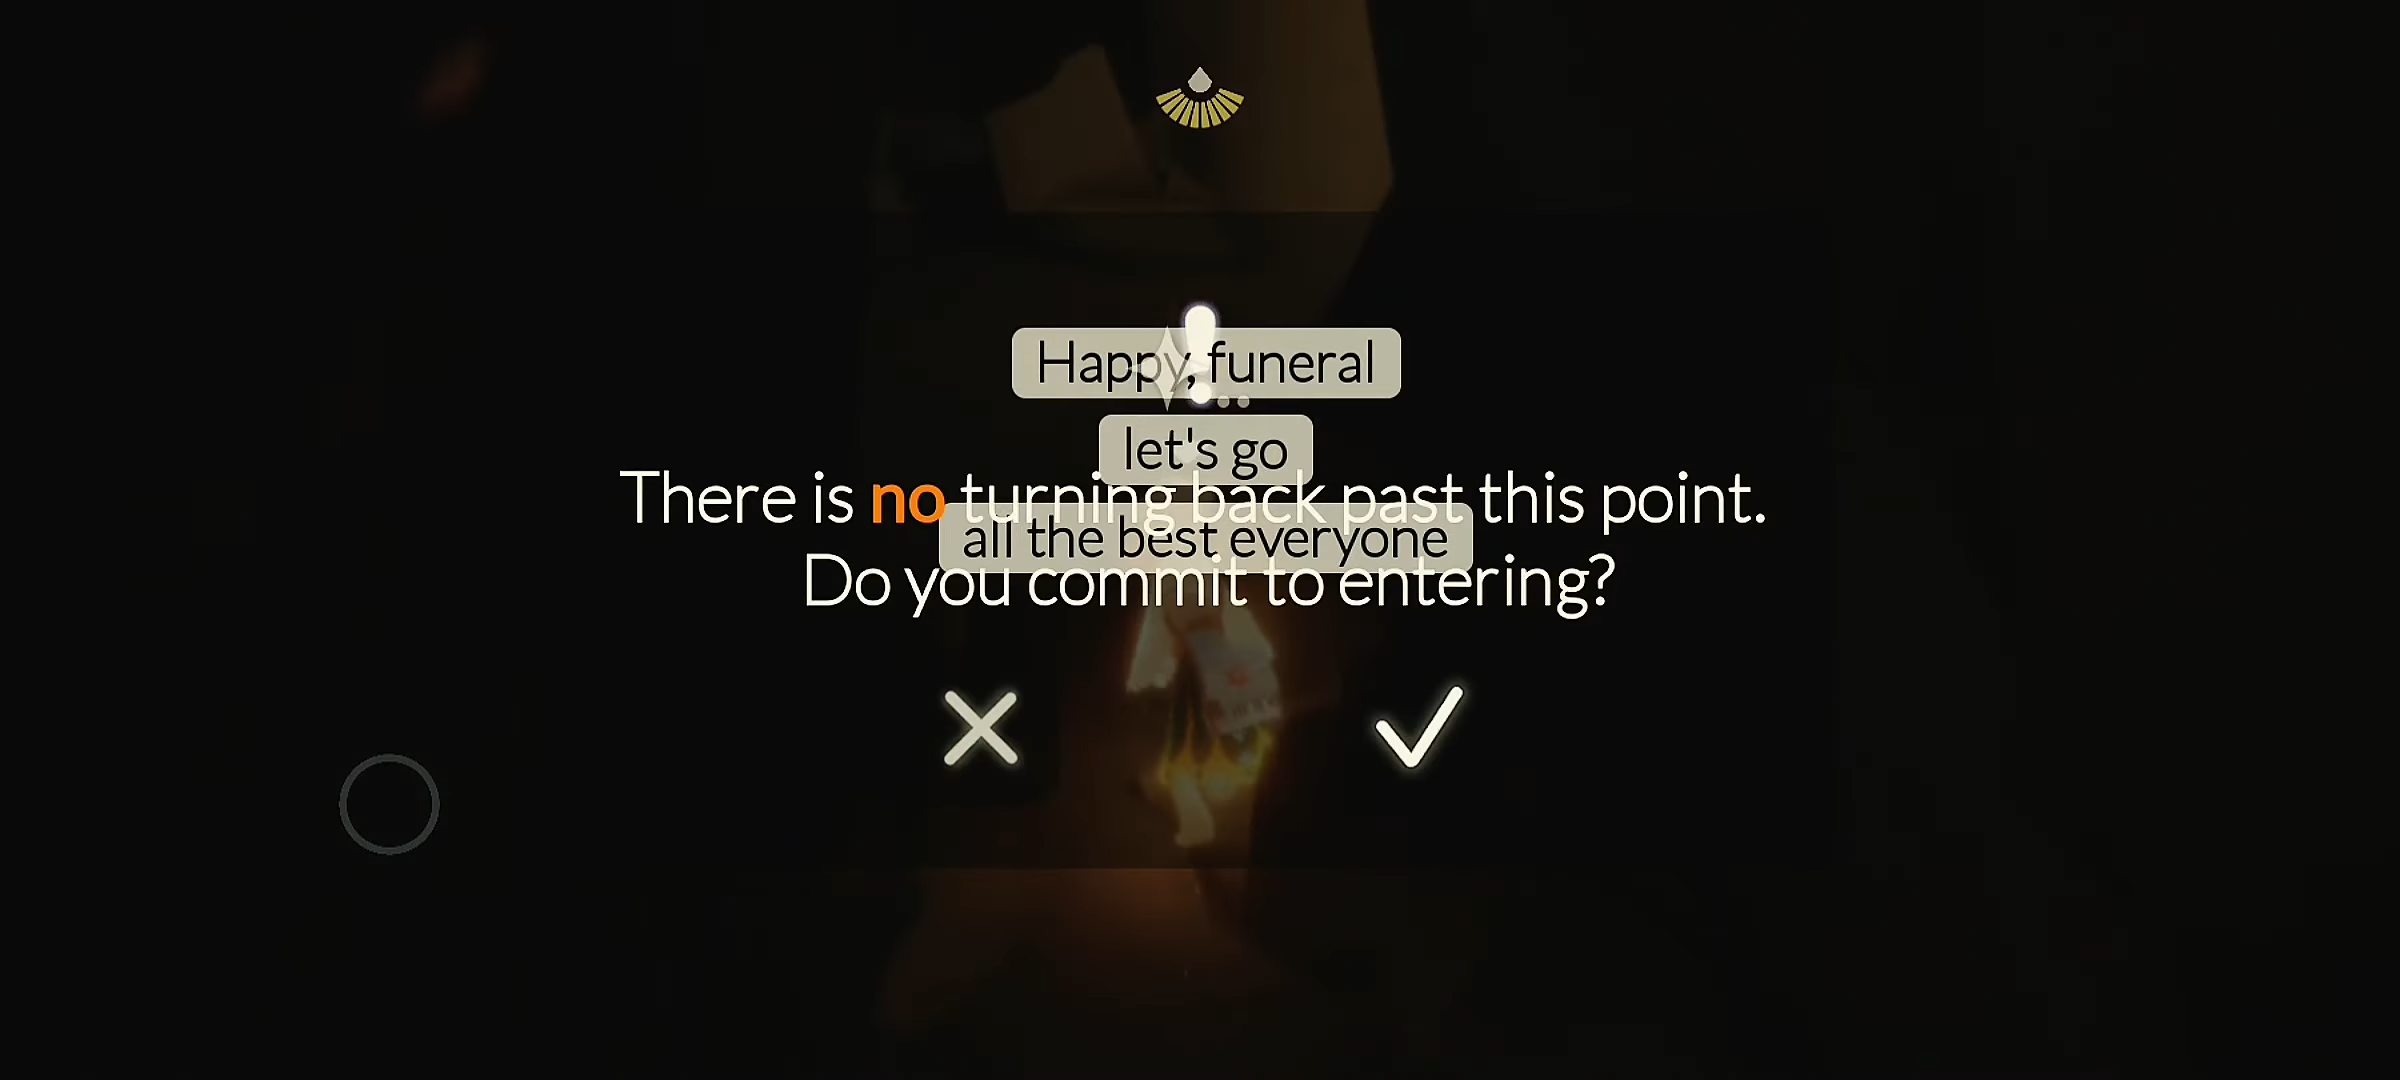 Happy, funeral
let's go
There is no turning back past this point.
all the best everyone
Do you commit to entering?